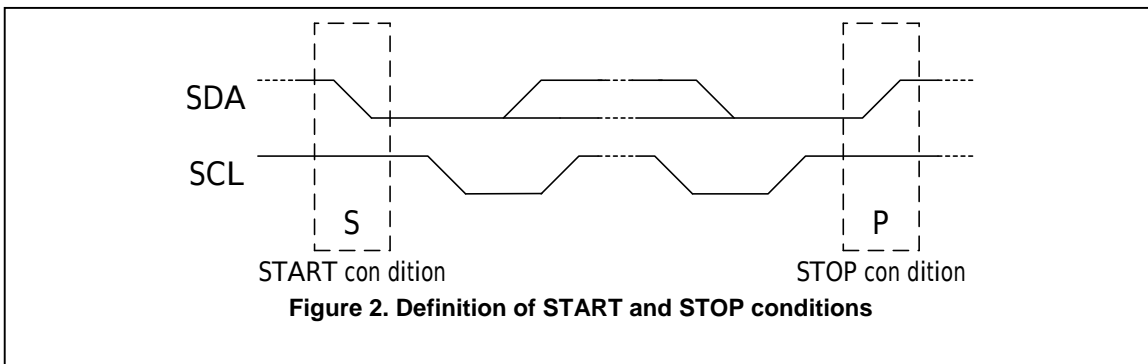 SDA
SCL
S
P
START con dition
STOP con dition
Figure 2. Definition of START and STOP conditions